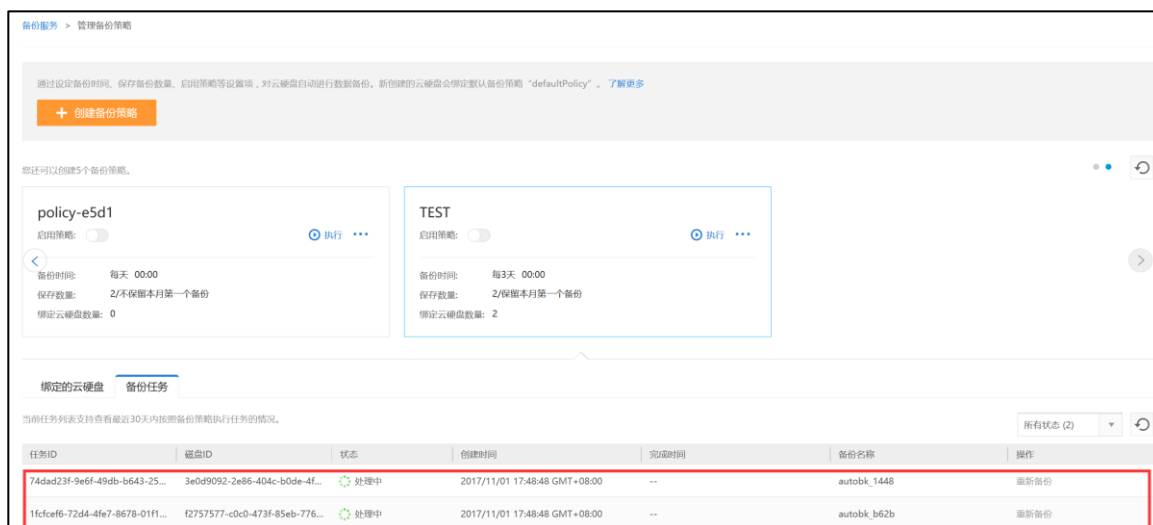 备份服务 > 管理备份策略
通过设定备份时间、保存备份数量、启用策略等设置项，对云硬盘自动进行数据备份。新创建的云硬盘会绑定默认备份策略 "defaultPolicy" 。 了解更多
+ 创建备份策略
您还可以创建5个备份策略。
policy-e5d1
启用策略: 执行 •••
备份时间: 每天 00:00
保存数量: 2/不保留本月第一个备份
绑定云硬盘数量: 0
TEST
启用策略: 执行 •••
备份时间: 每3天 00:00
保存数量: 2/保留本月第一个备份
绑定云硬盘数量: 2
绑定的云硬盘 备份任务
当前任务列表支持查看最近30天内按照备份策略执行任务的情况。
所有状态 (2)
任务ID 磁盘ID 状态 创建时间 完成时间 备份名称 操作
74dad23f-9e6f-49db-b643-25... 3e0d9092-2e86-404c-b0de-4f... 处理中 2017/11/01 17:48:48 GMT+08:00 -- autobk_1448 重新备份
1fcfcef6-72d4-4fe7-8678-01f1... f2757577-c0c0-473f-85eb-776... 处理中 2017/11/01 17:48:48 GMT+08:00 -- autobk_b62b 重新备份